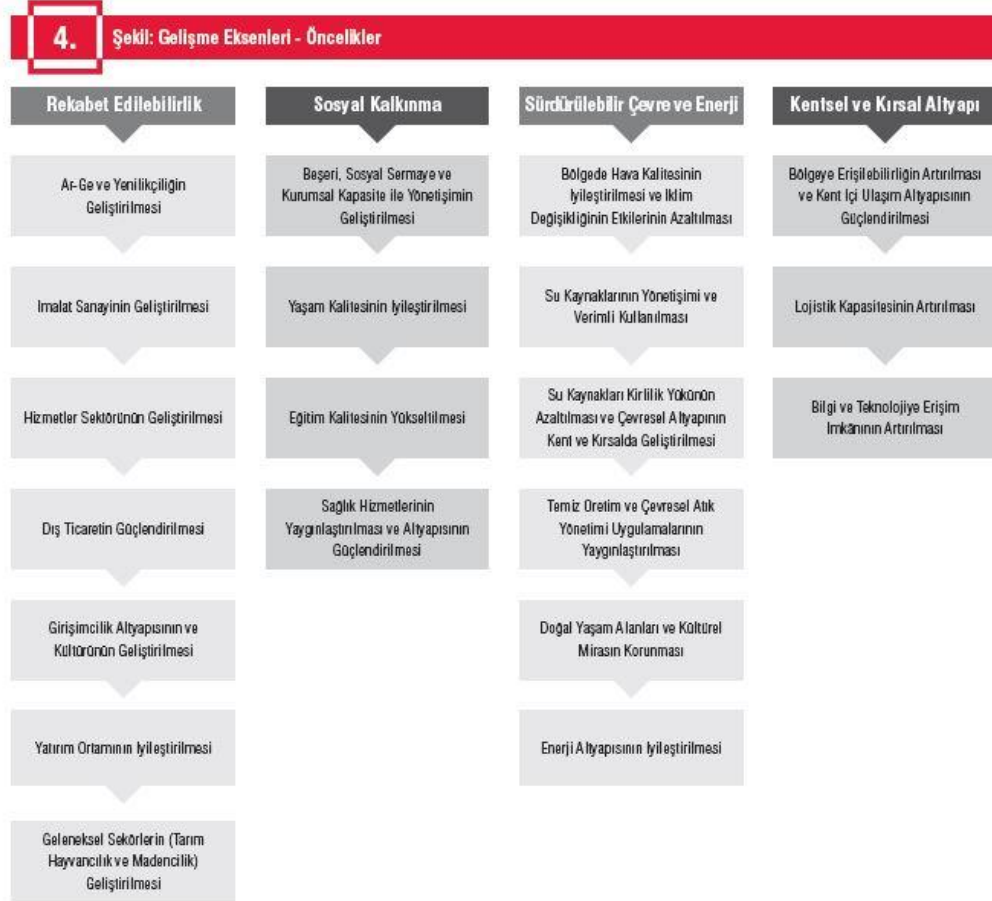 4.
Şekil: Gelişme Eksenleri - Öncelikler
Rekabet Edilebilirlik
Ar-Ge ve Yenilikçiliğin
Geliştirilmesi
Imalat Sanayinin Geliştirilmesi
Hizmetler Sektörünün Geliştirilmesi
Dış Ticaretin Güçlendirilmesi
Girişimcilik Altyapısının ve
Kültürünün Geliştirilmesi
Yatırım Ortamının İyileştirilmesi
Geleneksel Sekörlerin (Tarım
Hayvancılık ve Madencilik)
Geliştirilmesi
Sosyal Kalkınma
Beşeri, Sosyal Sermaye ve
Kurumsal Kapasite ile Yönetişimin
Geliştirilmesi
Yaşam Kalitesinin İyileştirilmesi
Eğitim Kalitesinin Yükseltilmesi
Sağlık Hizmetlerinin
Yaygınlaştırılması ve Altyapısının
Güçlendirilmesi
Sürdürülebilir Çevre ve Enerji
Bölgede Hava Kalitesinin
İyileştirilmesi ve Iklim
Değişikliğinin Etkilerinin Azaltılması
Su Kaynaklarının Yönetişimi ve
Verimli Kullanılması
Su Kaynakları Kirlilik Yükünün
Azaltılması ve Çevresel Altyapının
Kent ve Kırsalda Geliştirilmesi
Temiz Üretim ve Çevresel Atık
Yönetimi Uygulamalarının
Yaygınlaştırılması
Doğal Yaşam Alanları ve Kültürel
Mirasın Korunması
Enerji Altyapısının İyileştirilmesi
Kentsel ve Kırsal Altyapı
Bölgeye Erişilebilirliğin Artırılması
ve Kent İçi Ulaşım Altyapısının
Güçlendirilmesi
Lojistik Kapasitesinin Artırılması
Bilgi ve Teknolojiye Erişim
Imkânının Artırılması